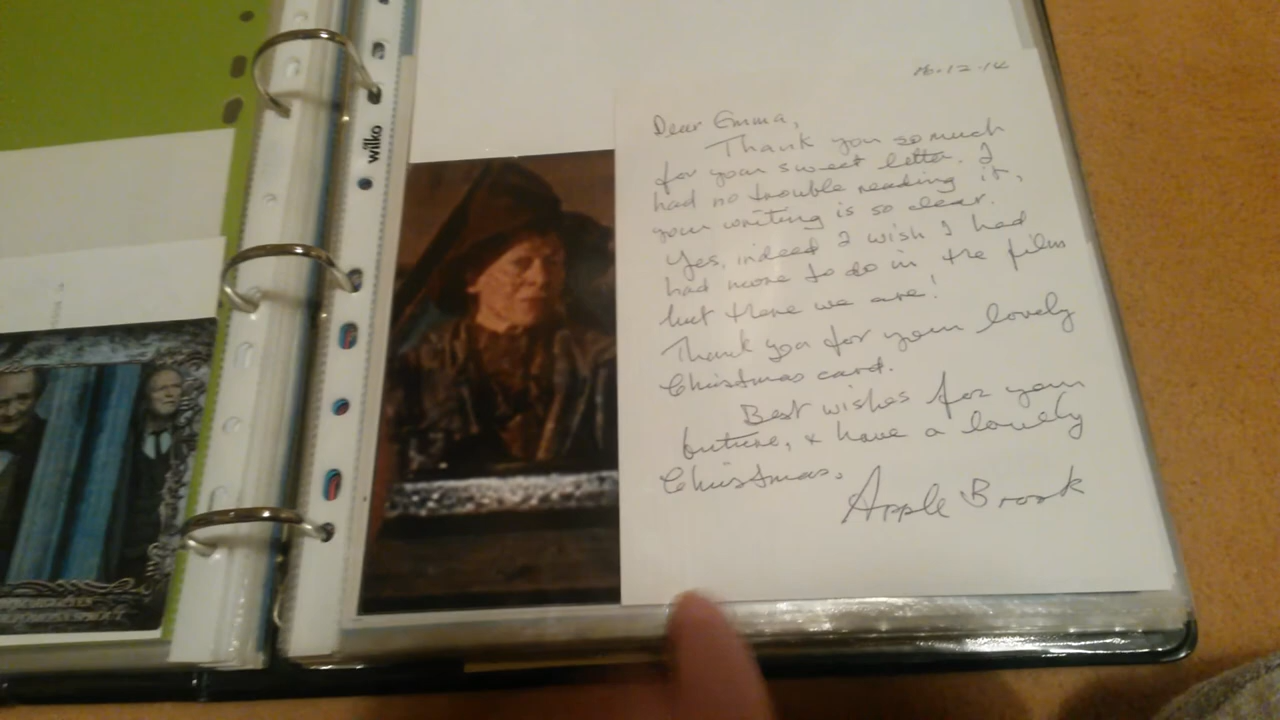 wilko
16.12.14
Dear Emma,
Thank you so much
for your sweet letter. I
had no trouble reading it,
your writing is so clear.
Yes, indeed I wish I had
had more to do in the film
but there we are!
Thank you for your lovely
Christmas card.
Best wishes for your
future, & have a lovely
Christmas.
Apple Brook